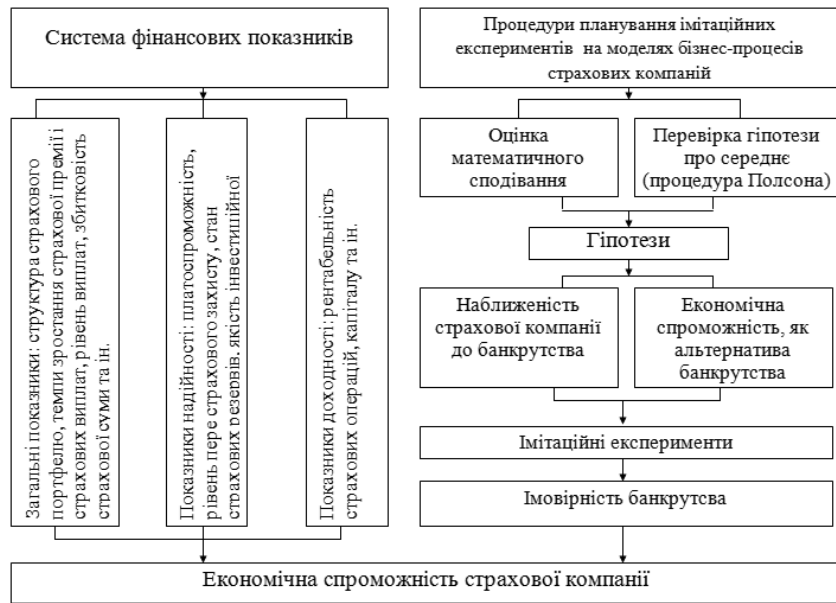 Система фінансових показників
Загальні показники: структура страхового
портфелю, темпи зростання страхової премії і
страхових виплат, рівень виплат, збитковість
страхової суми та ін.
Показники надійності: платоспроможність,
рівень пере страхового захисту, стан
страхових резервів, якість інвестиційної
Показники доходності: рентабельність
страхових операцій, капіталу та ін.
Процедури планування імітаційних
експериментів на моделях бізнес-процесів
страхових компаній
Оцінка
математичного
сподівання
Перевірка гіпотези
про середнє
(процедура Полсона)
Гіпотези
Наближеність
страхової компанії
до банкрутства
Економічна
спроможність, як
альтернатива
банкрутства
Імітаційні експерименти
Імовірність банкрутсва
Економічна спроможність страхової компанії